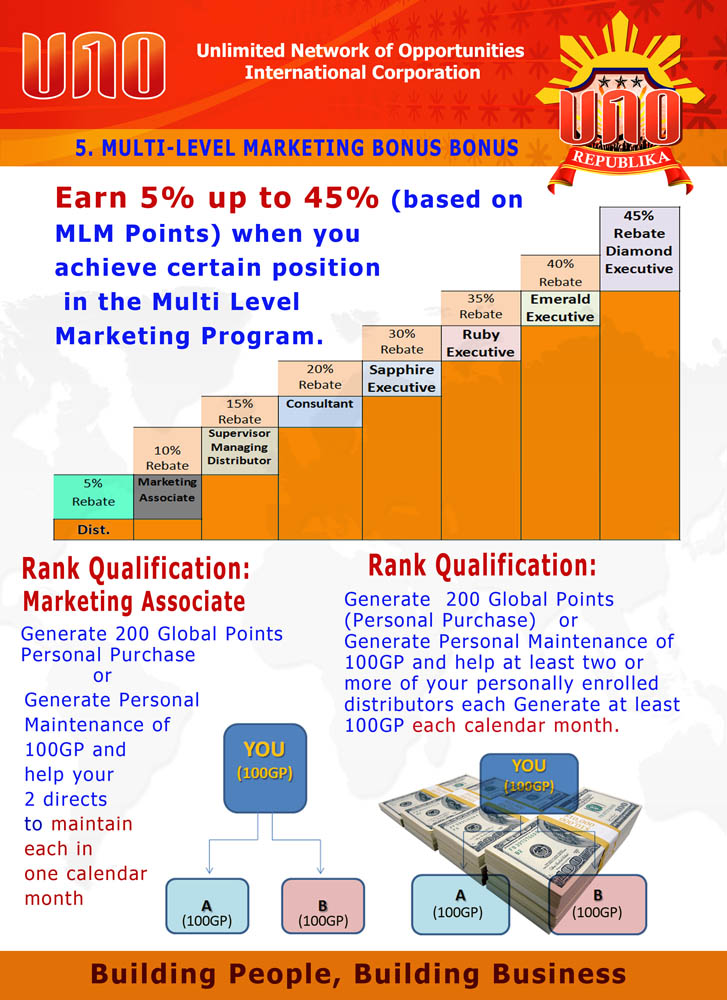 UNO
Unlimited Network of Opportunities
International Corporation
UNO
REPUBLIKA
5. MULTI-LEVEL MARKETING BONUS BONUS
Earn 5% up to 45% (based on
MLM Points) when you
achieve certain position
in the Multi Level
Marketing Program.
45%
Rebate
Diamond
Executive
40%
Rebate
Emerald
Executive
35%
Rebate
Ruby
Executive
30%
Rebate
Sapphire
Executive
20%
Rebate
Consultant
15%
Rebate
Supervisor
Managing
Distributor
10%
Rebate
Marketing
Associate
5%
Rebate
Dist.
Rank Qualification:
Marketing Associate
Generate 200 Global Points
Personal Purchase
or
Generate Personal
Maintenance of
100GP and
help your
2 directs
to maintain
each in
one calendar
month
YOU
(100GP)
A
(100GP)
B
(100GP)
Rank Qualification:
Generate 200 Global Points
(Personal Purchase) or
Generate Personal Maintenance of
100GP and help at least two or
more of your personally enrolled
distributors each Generate at least
100GP each calendar month.
YOU
(100GP)
A
(100GP)
B
(100GP)
Building People, Building Business